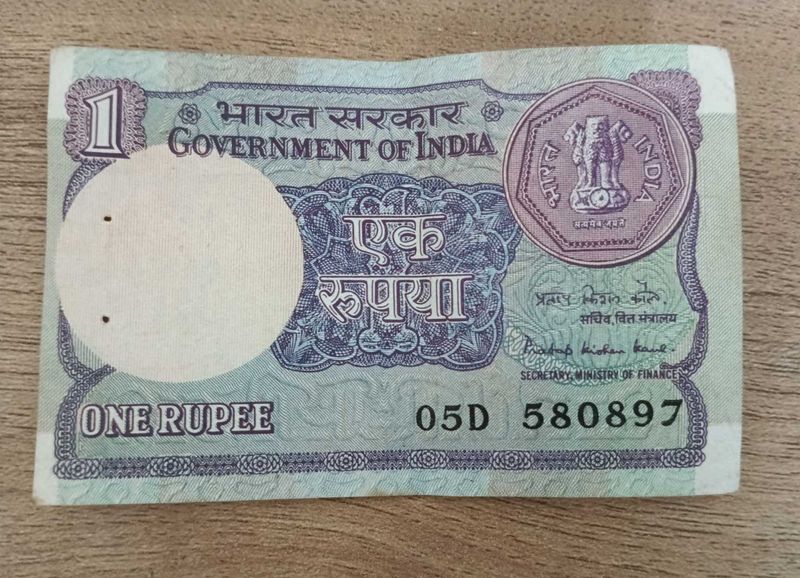 1
भारत सरकार
GOVERNMENT OF INDIA
भारत
INDIA
सत्यमेव जयते
एक
रुपया
प्रताप किशन कौल
सचिव, वित्त मंत्रालय
Pratap Kishen Kaul.
SECRETARY, MINISTRY OF FINANCE
ONE RUPEE
05D 580897